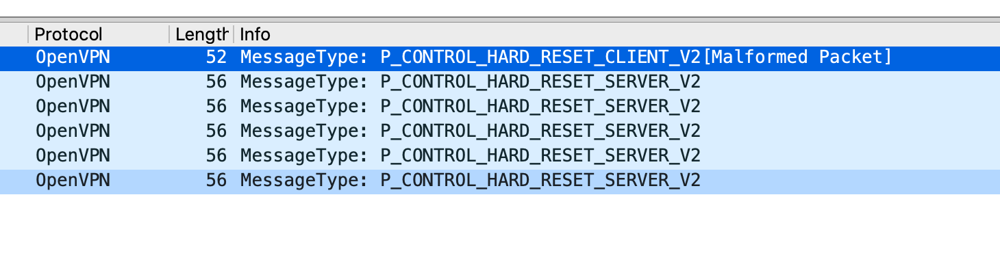 Protocol Length Info
OpenVPN 52 MessageType: P_CONTROL_HARD_RESET_CLIENT_V2[Malformed Packet]
OpenVPN 56 MessageType: P_CONTROL_HARD_RESET_SERVER_V2
OpenVPN 56 MessageType: P_CONTROL_HARD_RESET_SERVER_V2
OpenVPN 56 MessageType: P_CONTROL_HARD_RESET_SERVER_V2
OpenVPN 56 MessageType: P_CONTROL_HARD_RESET_SERVER_V2
OpenVPN 56 MessageType: P_CONTROL_HARD_RESET_SERVER_V2